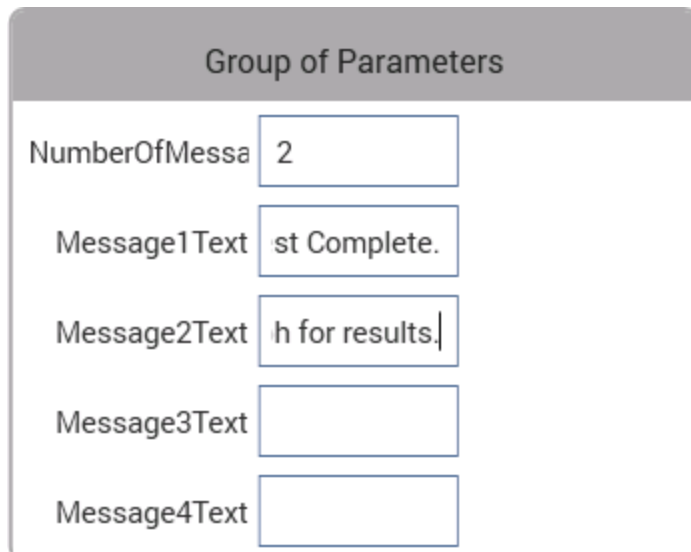 Group of Parameters
NumberOfMessa 2
Message1Text st Complete.
Message2Text h for results.
Message3Text
Message4Text